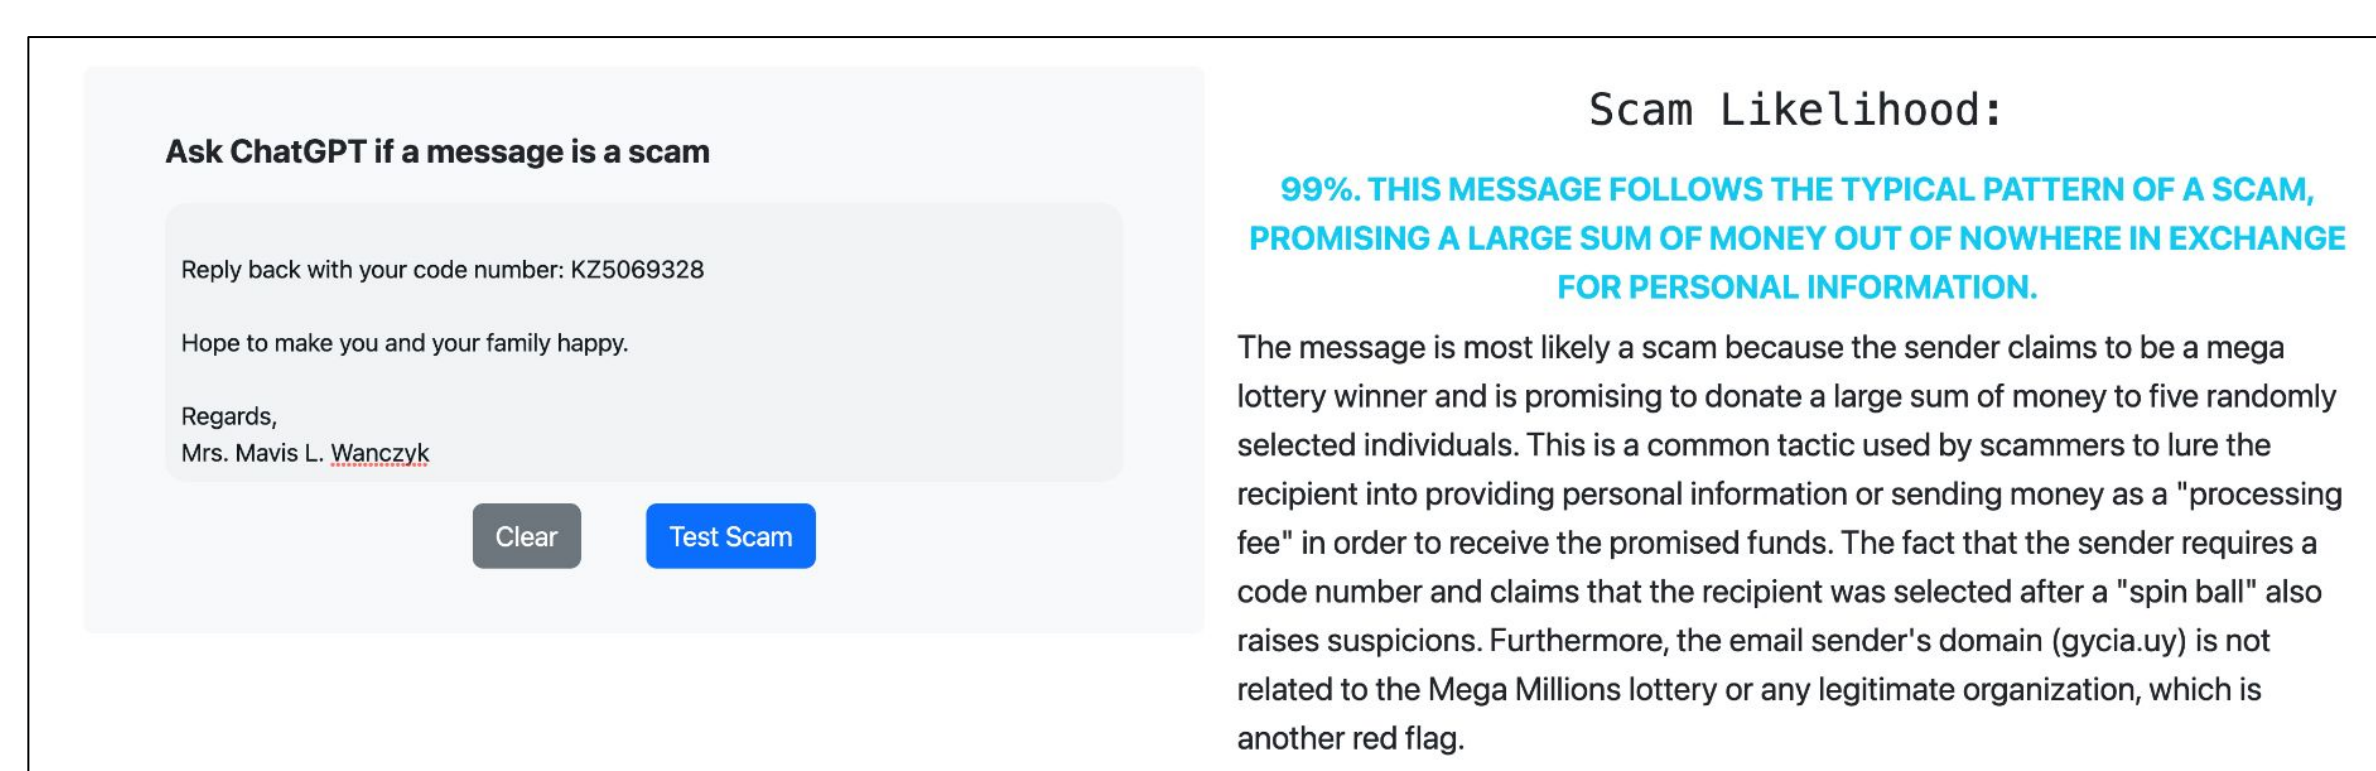 Ask ChatGPT if a message is a scam
Reply back with your code number: KZ5069328
Hope to make you and your family happy.
Regards,
Mrs. Mavis L. Wanczyk
Clear
Test Scam
Scam Likelihood:
99%. THIS MESSAGE FOLLOWS THE TYPICAL PATTERN OF A SCAM,
PROMISING A LARGE SUM OF MONEY OUT OF NOWHERE IN EXCHANGE
FOR PERSONAL INFORMATION.
The message is most likely a scam because the sender claims to be a mega
lottery winner and is promising to donate a large sum of money to five randomly
selected individuals. This is a common tactic used by scammers to lure the
recipient into providing personal information or sending money as a "processing
fee" in order to receive the promised funds. The fact that the sender requires a
code number and claims that the recipient was selected after a "spin ball" also
raises suspicions. Furthermore, the email sender's domain (gycia.uy) is not
related to the Mega Millions lottery or any legitimate organization, which is
another red flag.